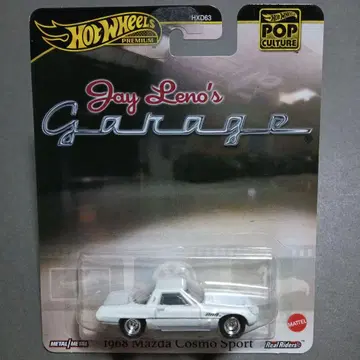 HOT WHEELS
PREMIUM
HXD63
HOT WHEELS
POP
CULTURE
Jay Leno's
Garage
METAL/METAL
1968 Mazda Cosmo Sport
Real Riders
MATTEL